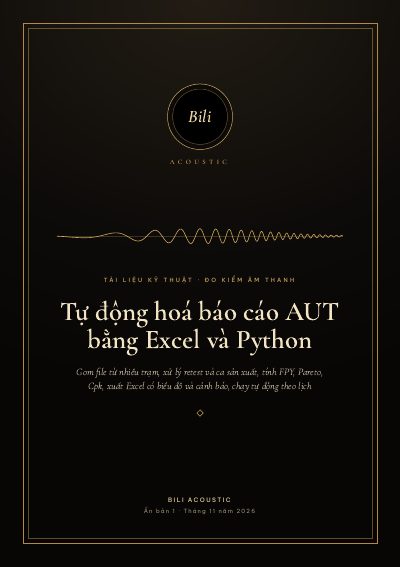 Bili
ACOUSTIC
TÀI LIỆU KỸ THUẬT · ĐO KIỂM ÂM THANH
Tự động hoá báo cáo AUT
bằng Excel và Python
Gom file từ nhiều trạm, xử lý retest và ca sản xuất, tính FPY, Pareto,
Cpk, xuất Excel có biểu đồ và cảnh báo, chạy tự động theo lịch
BILI ACOUSTIC
Ấn bản 1 · Tháng 11 năm 2026